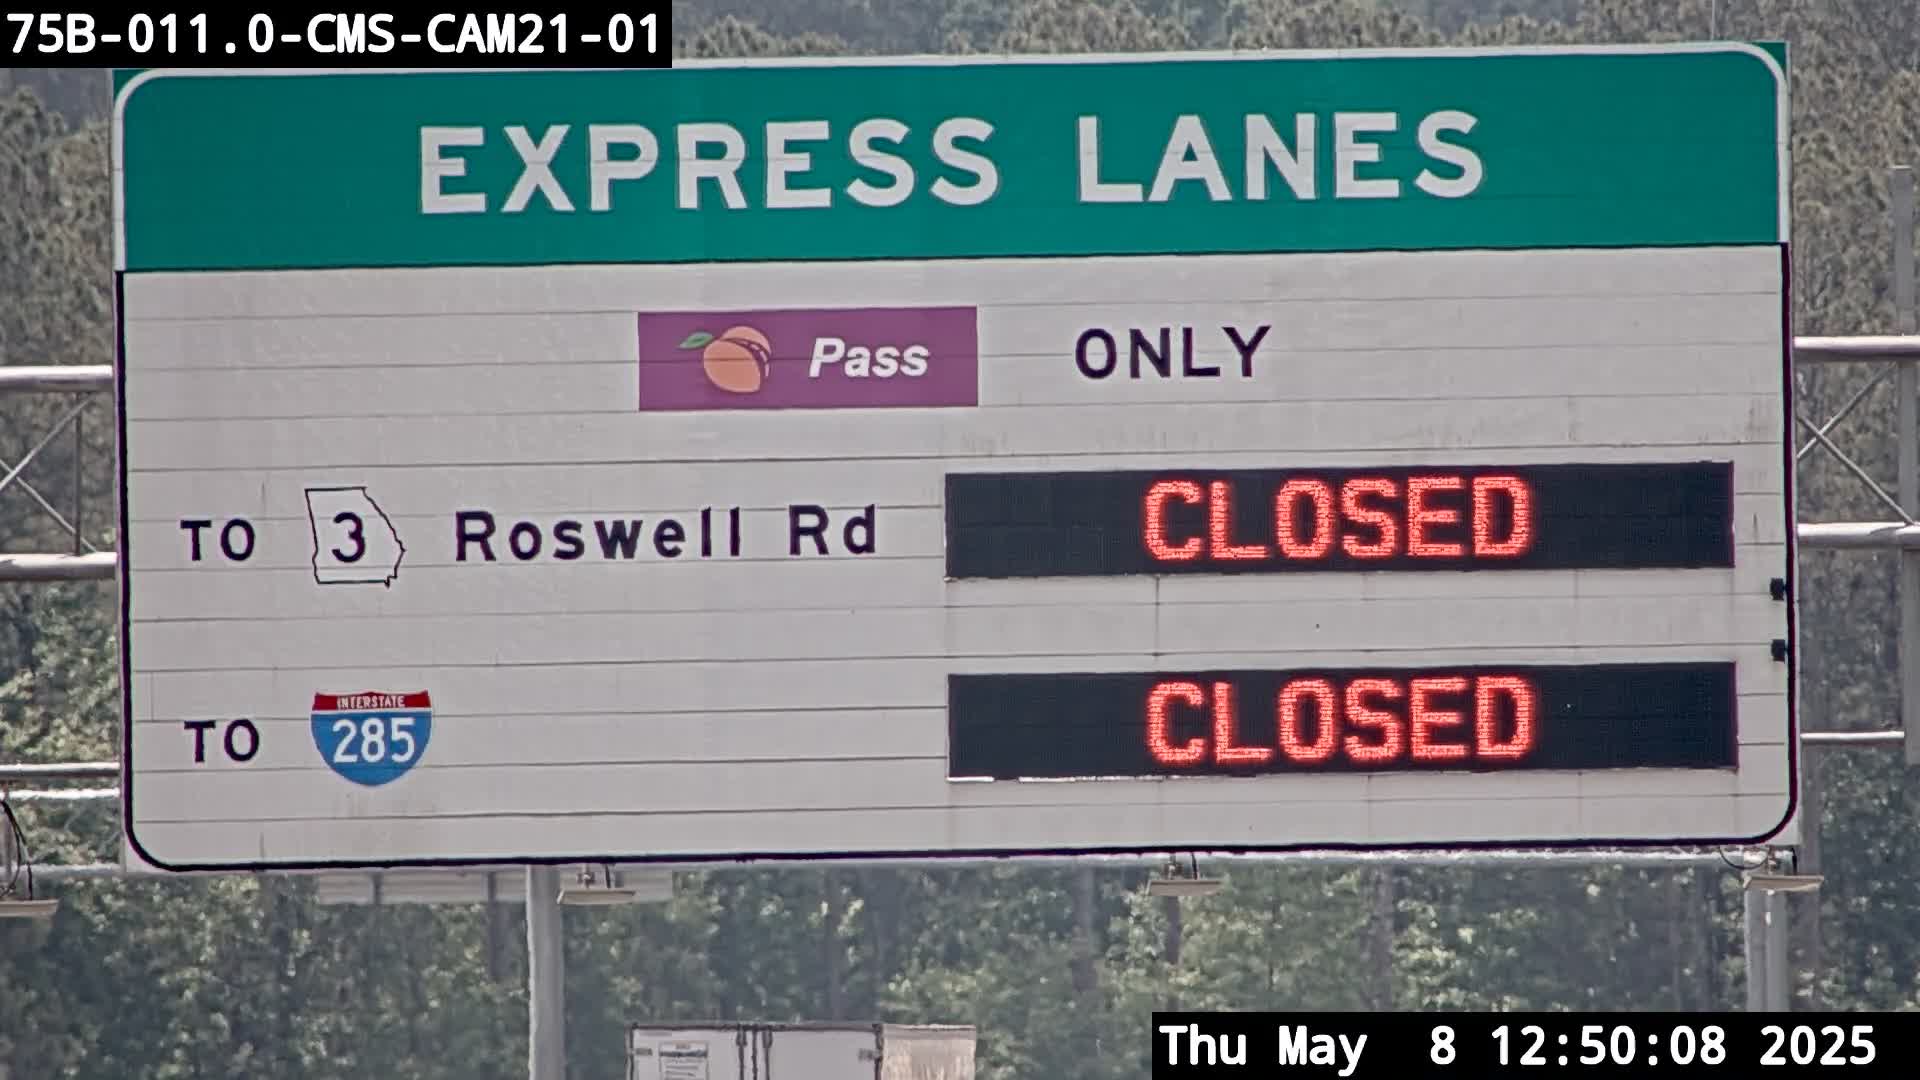 75B-011.0-CMS-CAM21-01
EXPRESS LANES
Pass ONLY
TO 3 Roswell Rd CLOSED
INTERSTATE
TO 285 CLOSED
Thu May 8 12:50:08 2025